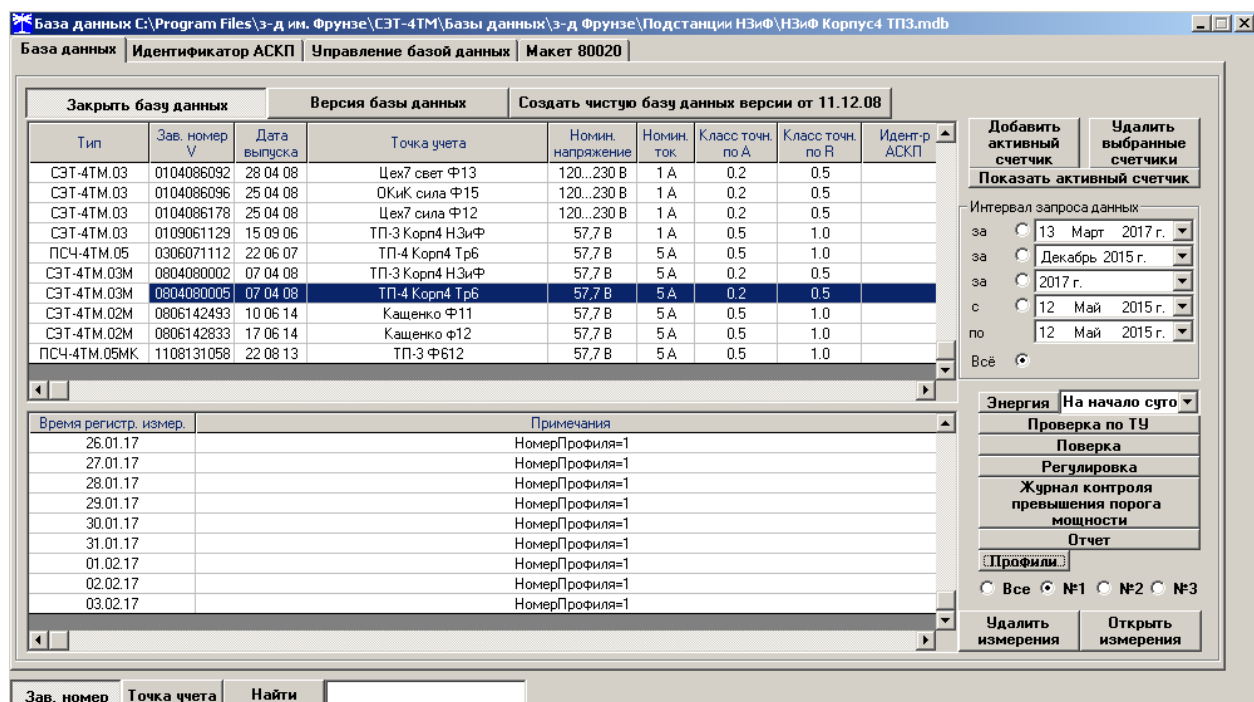 База данных C:\Program Files\з-д им. Фрунзе\СЭТ-4ТМ\Базы данных\з-д Фрунзе\Подстанции НЗиФ\НЗиФ Корпус4 ТП3.mdb
База данных Идентификатор АСКП Управление базой данных Макет 80020
Закрыть базу данных Версия базы данных Создать чистую базу данных версии от 11.12.08
Тип Зав. номер V Дата выпуска Точка учета Номин. напряжение Номин. ток Класс точн. по A Класс точн. по R Идент-р АСКП
СЭТ-4ТМ.03 0104086092 28 04 08 Цех7 свет Ф13 120...230 В 1 А 0.2 0.5
СЭТ-4ТМ.03 0104086096 25 04 08 ОКиК сила Ф15 120...230 В 1 А 0.2 0.5
СЭТ-4ТМ.03 0104086178 25 04 08 Цех7 сила Ф12 120...230 В 1 А 0.2 0.5
СЭТ-4ТМ.03 0109061129 15 09 06 ТП-3 Корп4 НЗиФ 57,7 В 1 А 0.5 1.0
ПСЧ-4ТМ.05 0306071112 22 06 07 ТП-4 Корп4 Тр6 57,7 В 5 А 0.5 1.0
СЭТ-4ТМ.03М 0804080002 07 04 08 ТП-3 Корп4 НЗиФ 57,7 В 5 А 0.2 0.5
СЭТ-4ТМ.03М 0804080005 07 04 08 ТП-4 Корп4 Тр6 57,7 В 5 А 0.2 0.5
СЭТ-4ТМ.02М 0806142493 10 06 14 Кащенко Ф11 57,7 В 5 А 0.5 1.0
СЭТ-4ТМ.02М 0806142833 17 06 14 Кащенко ф12 57,7 В 5 А 0.5 1.0
ПСЧ-4ТМ.05МК 1108131058 22 08 13 ТП-3 Ф612 57,7 В 5 А 0.5 1.0
Добавить активный счетчик Удалить выбранные счетчики
Показать активный счетчик
Интервал запроса данных
за 13 Март 2017 г.
за Декабрь 2015 г.
за 2017 г.
с 12 Май 2015 г.
по 12 Май 2015 г.
Всё
Время регистр. измер. Примечания
26.01.17 НомерПрофиля=1
27.01.17 НомерПрофиля=1
28.01.17 НомерПрофиля=1
29.01.17 НомерПрофиля=1
30.01.17 НомерПрофиля=1
31.01.17 НомерПрофиля=1
01.02.17 НомерПрофиля=1
02.02.17 НомерПрофиля=1
03.02.17 НомерПрофиля=1
Энергия На начало суто
Проверка по ТУ
Поверка
Регулировка
Журнал контроля
превышения порога
мощности
Отчет
Профили
Все №1 №2 №3
Удалить измерения Открыть измерения
Зав. номер Точка учета Найти